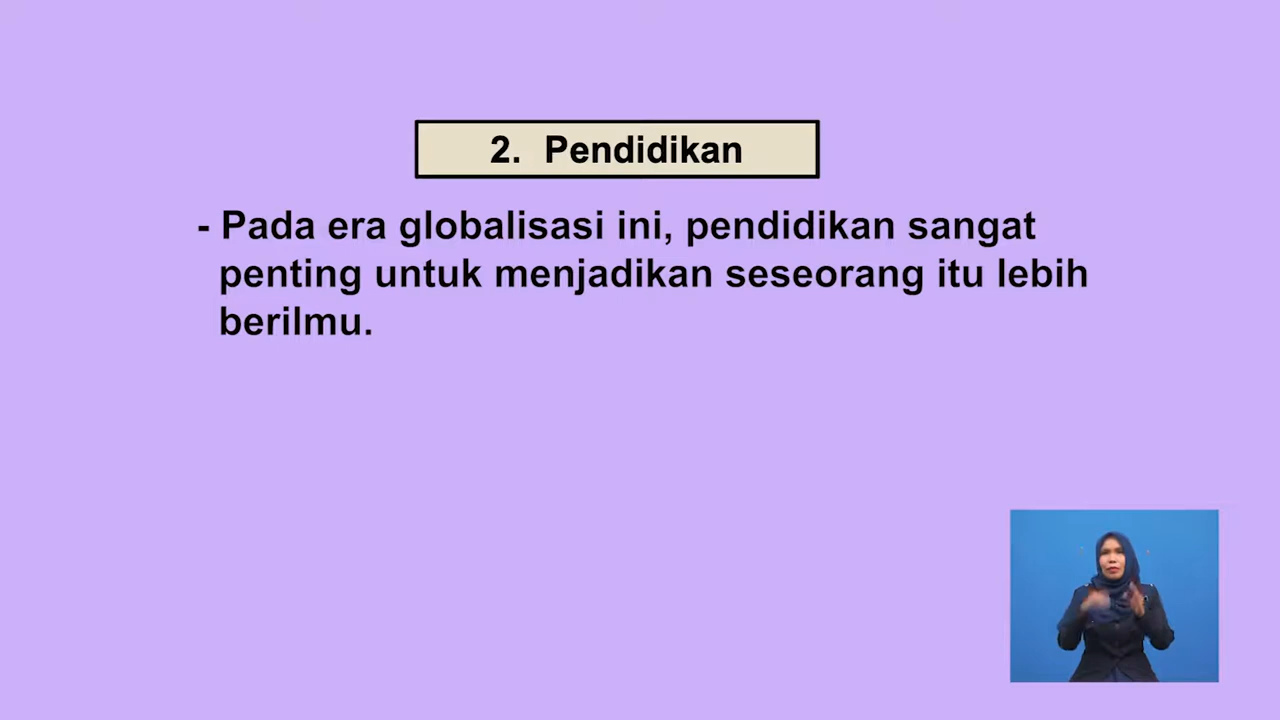 2. Pendidikan
- Pada era globalisasi ini, pendidikan sangat
penting untuk menjadikan seseorang itu lebih
berilmu.